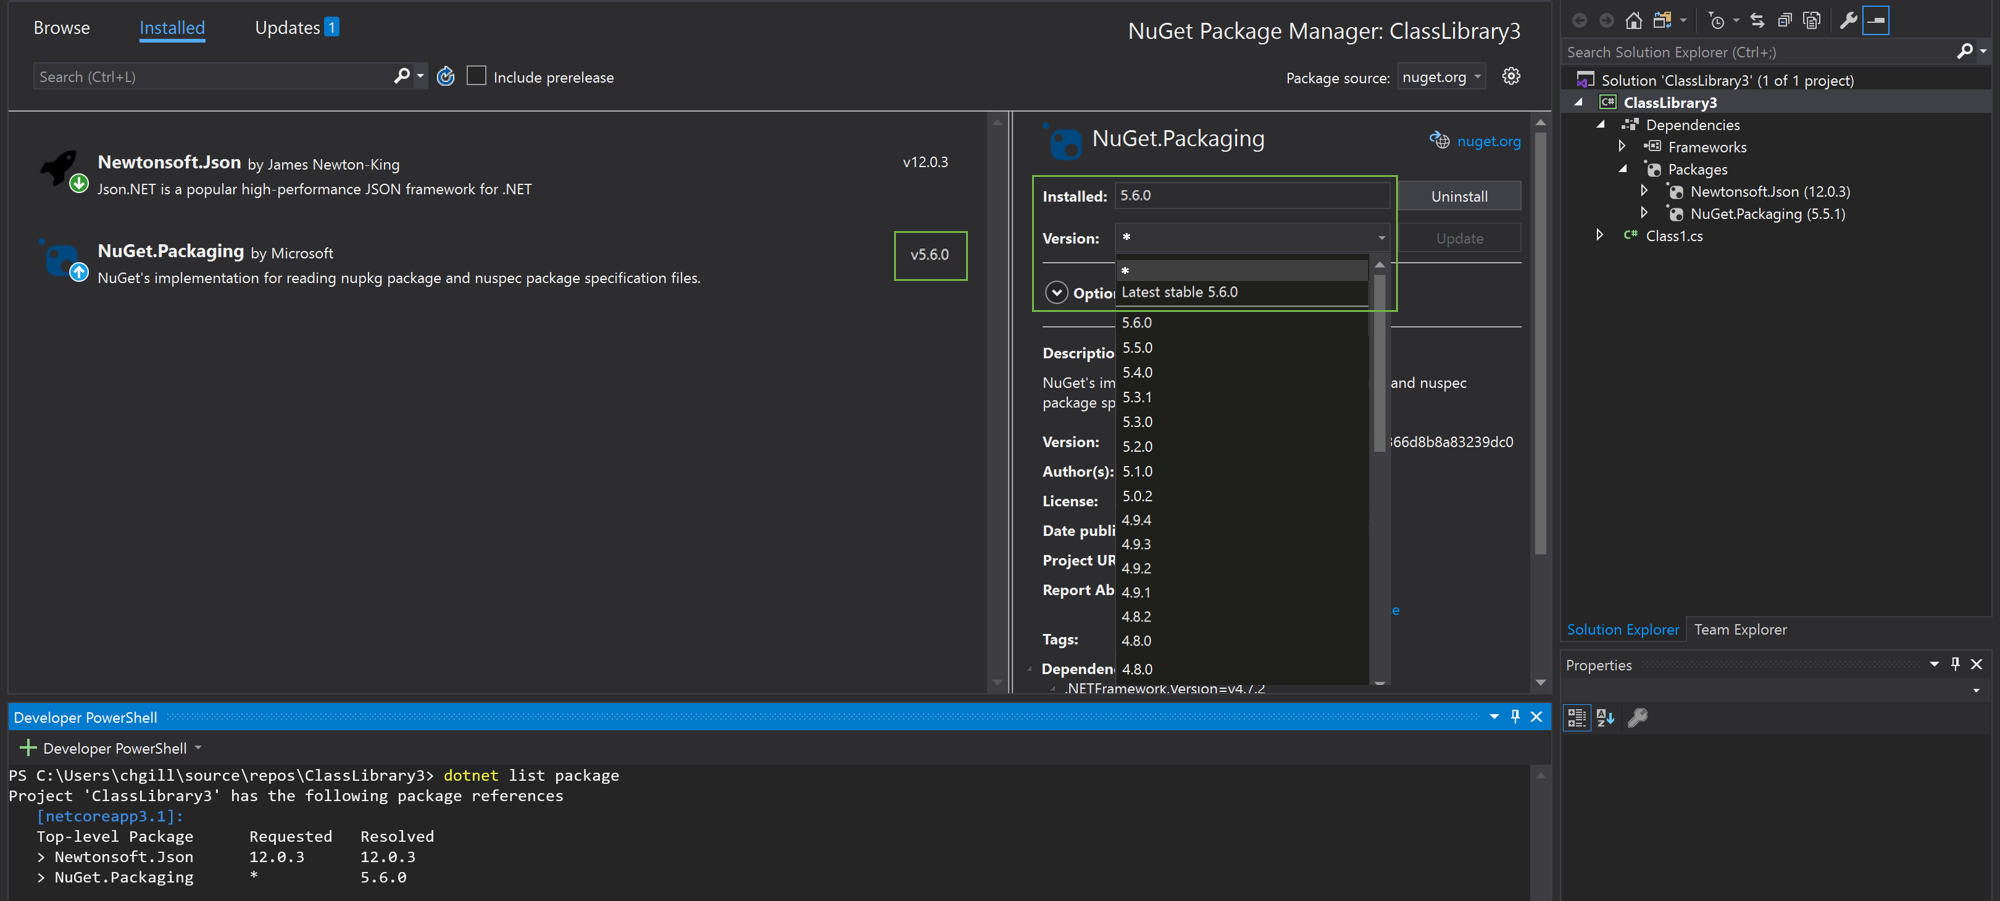 Browse
Installed
Updates 1
NuGet Package Manager: ClassLibrary3
Search (Ctrl+L)
Include prerelease
Package source: nuget.org
Newtonsoft.Json by James Newton-King
v12.0.3
Json.NET is a popular high-performance JSON framework for .NET
NuGet.Packaging by Microsoft
v5.6.0
NuGet's implementation for reading nupkg package and nuspec package specification files.
NuGet.Packaging
nuget.org
Installed: 5.6.0
Uninstall
Version: *
Update
*
Latest stable 5.6.0
Optio
5.6.0
5.5.0
5.4.0
5.3.1
5.3.0
5.2.0
5.1.0
5.0.2
4.9.4
4.9.3
4.9.2
4.9.1
4.8.2
4.8.0
4.8.0
Descriptio
NuGet's im and nuspec
package sp
Version: 366d8b8a83239dc0
Author(s):
License:
Date publi
Project UR
Report Ab
e
Tags:
Dependen
.NETFramework,Version=v4.7.2
Search Solution Explorer (Ctrl+;)
Solution 'ClassLibrary3' (1 of 1 project)
C# ClassLibrary3
Dependencies
Frameworks
Packages
Newtonsoft.Json (12.0.3)
NuGet.Packaging (5.5.1)
C# Class1.cs
Solution Explorer
Team Explorer
Properties
Developer PowerShell
Developer PowerShell
PS C:\Users\chgill\source\repos\ClassLibrary3> dotnet list package
Project 'ClassLibrary3' has the following package references
[netcoreapp3.1]:
Top-level Package Requested Resolved
> Newtonsoft.Json 12.0.3 12.0.3
> NuGet.Packaging * 5.6.0